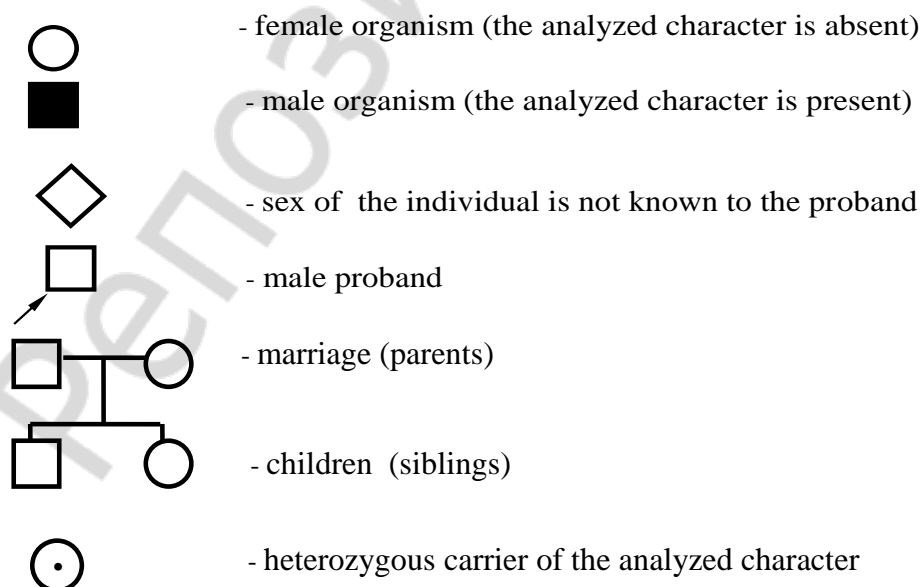 - female organism (the analyzed character is absent)
- male organism (the analyzed character is present)
- sex of the individual is not known to the proband
- male proband
- marriage (parents)
- children (siblings)
- heterozygous carrier of the analyzed character